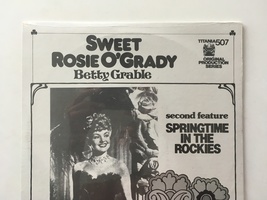 SWEET
ROSIE O'GRADY
Betty Grable
TITANIA 507
ORIGINAL
PRODUCTION
SERIES
second feature
SPRINGTIME
IN THE
ROCKIES